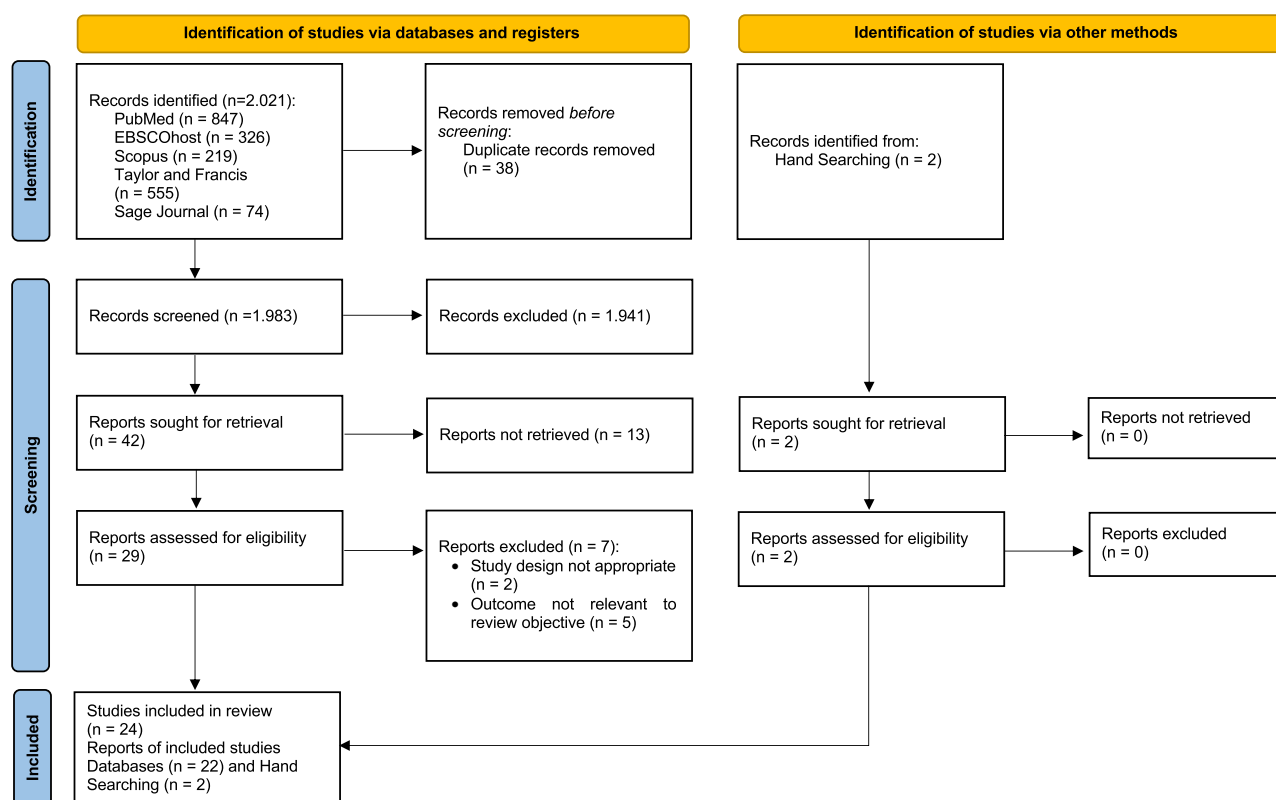 Identification of studies via databases and registers
Identification of studies via other methods
Identification
Records identified (n=2.021):
PubMed (n = 847)
EBSCOhost (n = 326)
Scopus (n = 219)
Taylor and Francis
(n = 555)
Sage Journal (n = 74)
Records removed before
screening:
Duplicate records removed
(n = 38)
Records identified from:
Hand Searching (n = 2)
Screening
Records screened (n =1.983)
Records excluded (n = 1.941)
Reports sought for retrieval
(n = 42)
Reports not retrieved (n = 13)
Reports sought for retrieval
(n = 2)
Reports not retrieved
(n = 0)
Reports assessed for eligibility
(n = 29)
Reports excluded (n = 7):
• Study design not appropriate
(n = 2)
• Outcome not relevant to
review objective (n = 5)
Reports assessed for eligibility
(n = 2)
Reports excluded
(n = 0)
Included
Studies included in review
(n = 24)
Reports of included studies
Databases (n = 22) and Hand
Searching (n = 2)